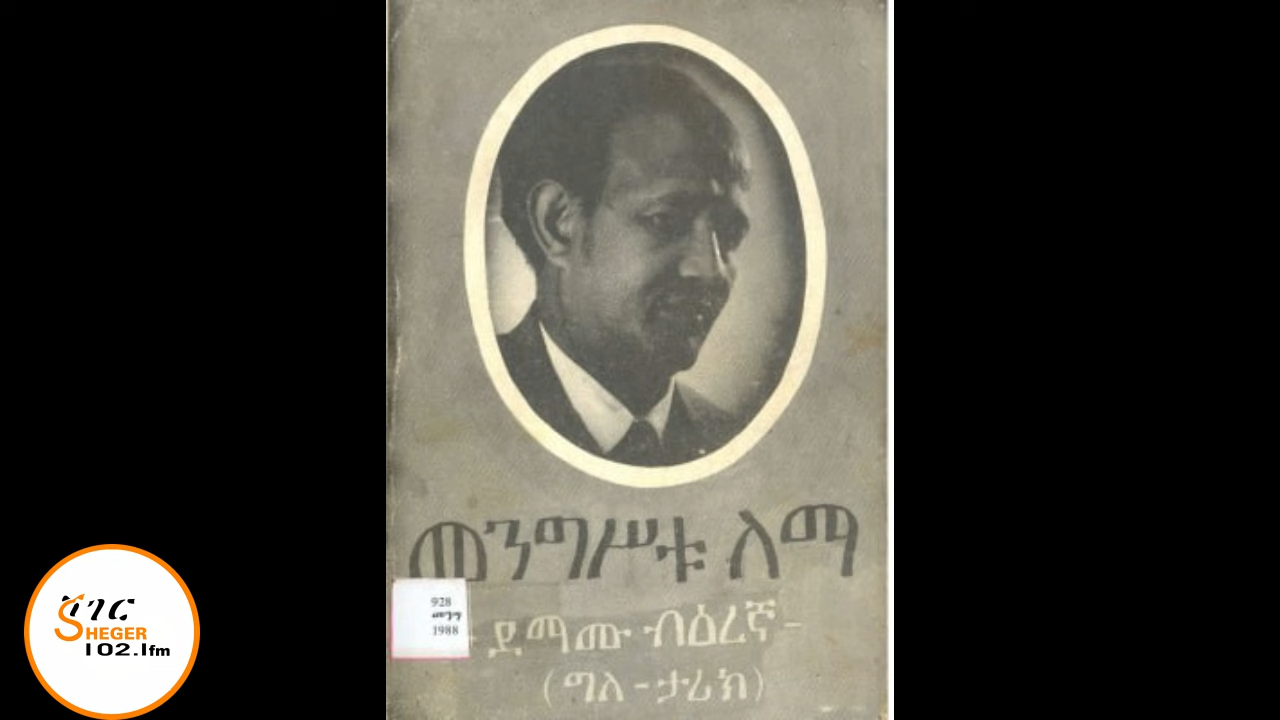 መንግሥቱ ለማ
928
መንግ
1988
- ደማሙ ብዕረኛ -
(ግለ-ታሪክ)
ሸገር
SHEGER
102.1fm